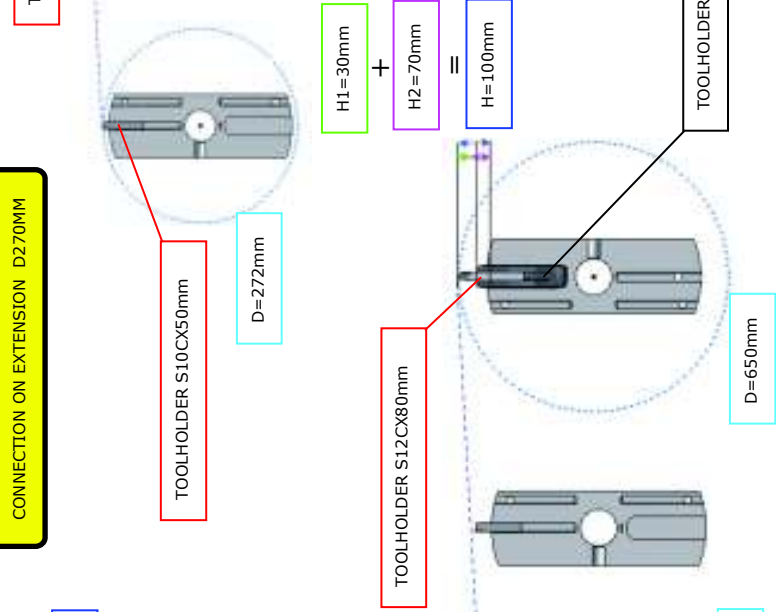 CONNECTION ON EXTENSION D270MM
TOOLHOLDER S10CX50mm
D=272mm
H1=30mm
+
H2=70mm
=
H=100mm
TOOLHOLDER S12CX80mm
TOOLHOLDER
D=650mm